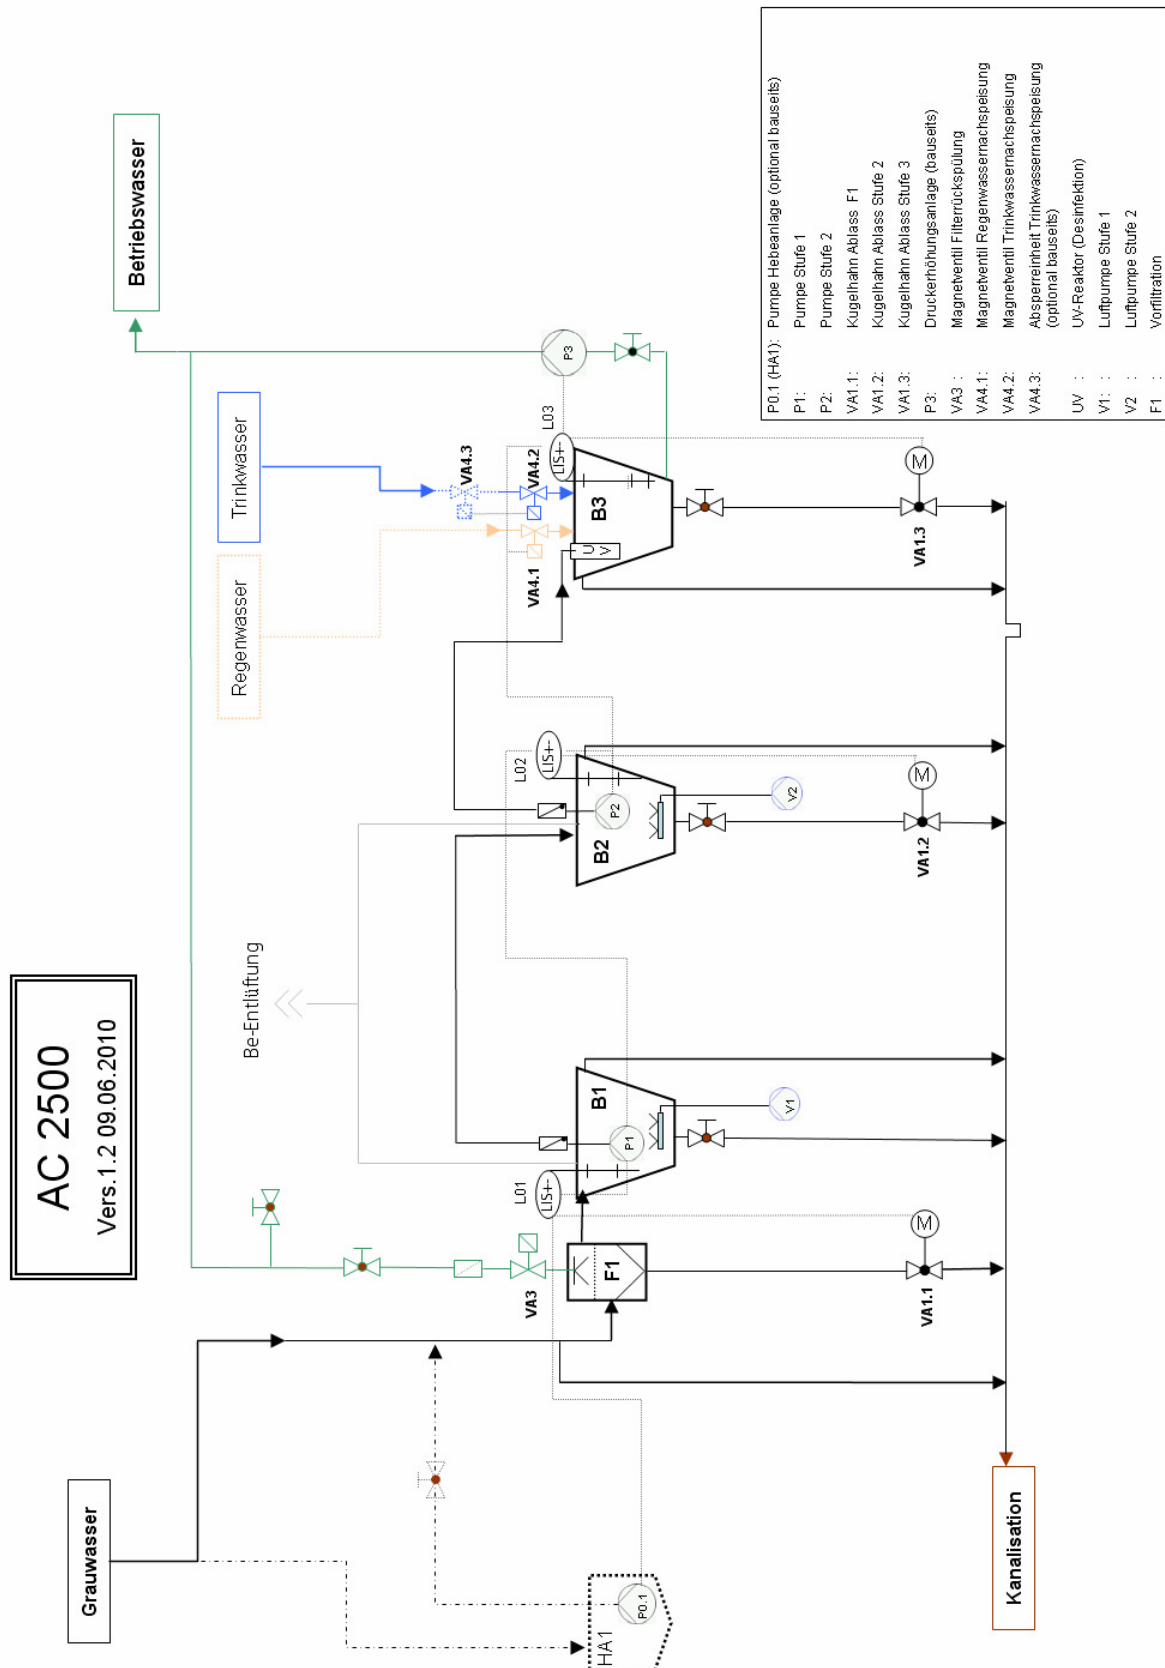 AC 2500
Vers.1.2 09.06.2010
Grauwasser
Betriebswasser
Trinkwasser
Regenwasser
Be-Entlüftung
VA4.3
VA4.2
VA4.1
VA3
L01
L02
L03
LIS+-
LIS+-
LIS+-
HA1
P0.1
F1
B1
P1
B2
P2
B3
U
V
P3
V1
V2
M
M
M
VA1.1
VA1.2
VA1.3
Kanalisation
P0.1 (HA1): Pumpe Hebeanlage (optional bauseits)
P1: Pumpe Stufe 1
P2: Pumpe Stufe 2
VA1.1: Kugelhahn Ablass F1
VA1.2: Kugelhahn Ablass Stufe 2
VA1.3: Kugelhahn Ablass Stufe 3
P3: Druckerhöhungsanlage (bauseits)
VA3 : Magnetventil Filterrückspülung
VA4.1: Magnetventil Regenwassernachspeisung
VA4.2: Magnetventil Trinkwassernachspeisung
VA4.3: Absperreinheit Trinkwassernachspeisung
(optional bauseits)
UV : UV-Reaktor (Desinfektion)
V1: : Luftpumpe Stufe 1
V2 : Luftpumpe Stufe 2
F1 : Vorfiltration